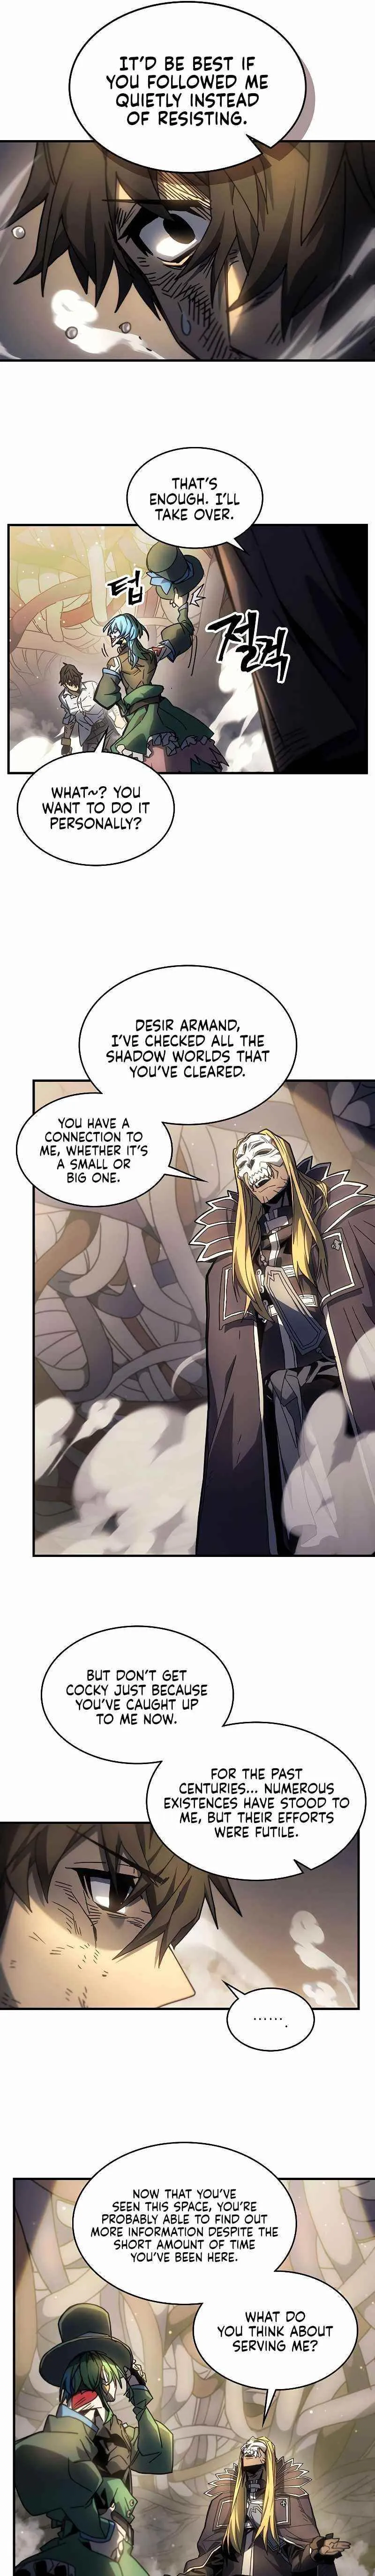 IT'D BE BEST IF
YOU FOLLOWED ME
QUIETLY INSTEAD
OF RESISTING.
THAT'S
ENOUGH. I'LL
TAKE OVER.
텁
절걱
WHAT~? YOU
WANT TO DO IT
PERSONALLY?
DESIR ARMAND,
I'VE CHECKED ALL THE
SHADOW WORLDS THAT
YOU'VE CLEARED.
YOU HAVE A
CONNECTION TO
ME, WHETHER IT'S
A SMALL OR
BIG ONE.
BUT DON'T GET
COCKY JUST BECAUSE
YOU'VE CAUGHT UP
TO ME NOW.
FOR THE PAST
CENTURIES... NUMEROUS
EXISTENCES HAVE STOOD TO
ME, BUT THEIR EFFORTS
WERE FUTILE.
.......
NOW THAT YOU'VE
SEEN THIS SPACE, YOU'RE
PROBABLY ABLE TO FIND OUT
MORE INFORMATION DESPITE THE
SHORT AMOUNT OF TIME
YOU'VE BEEN HERE.
WHAT DO
YOU THINK ABOUT
SERVING ME?